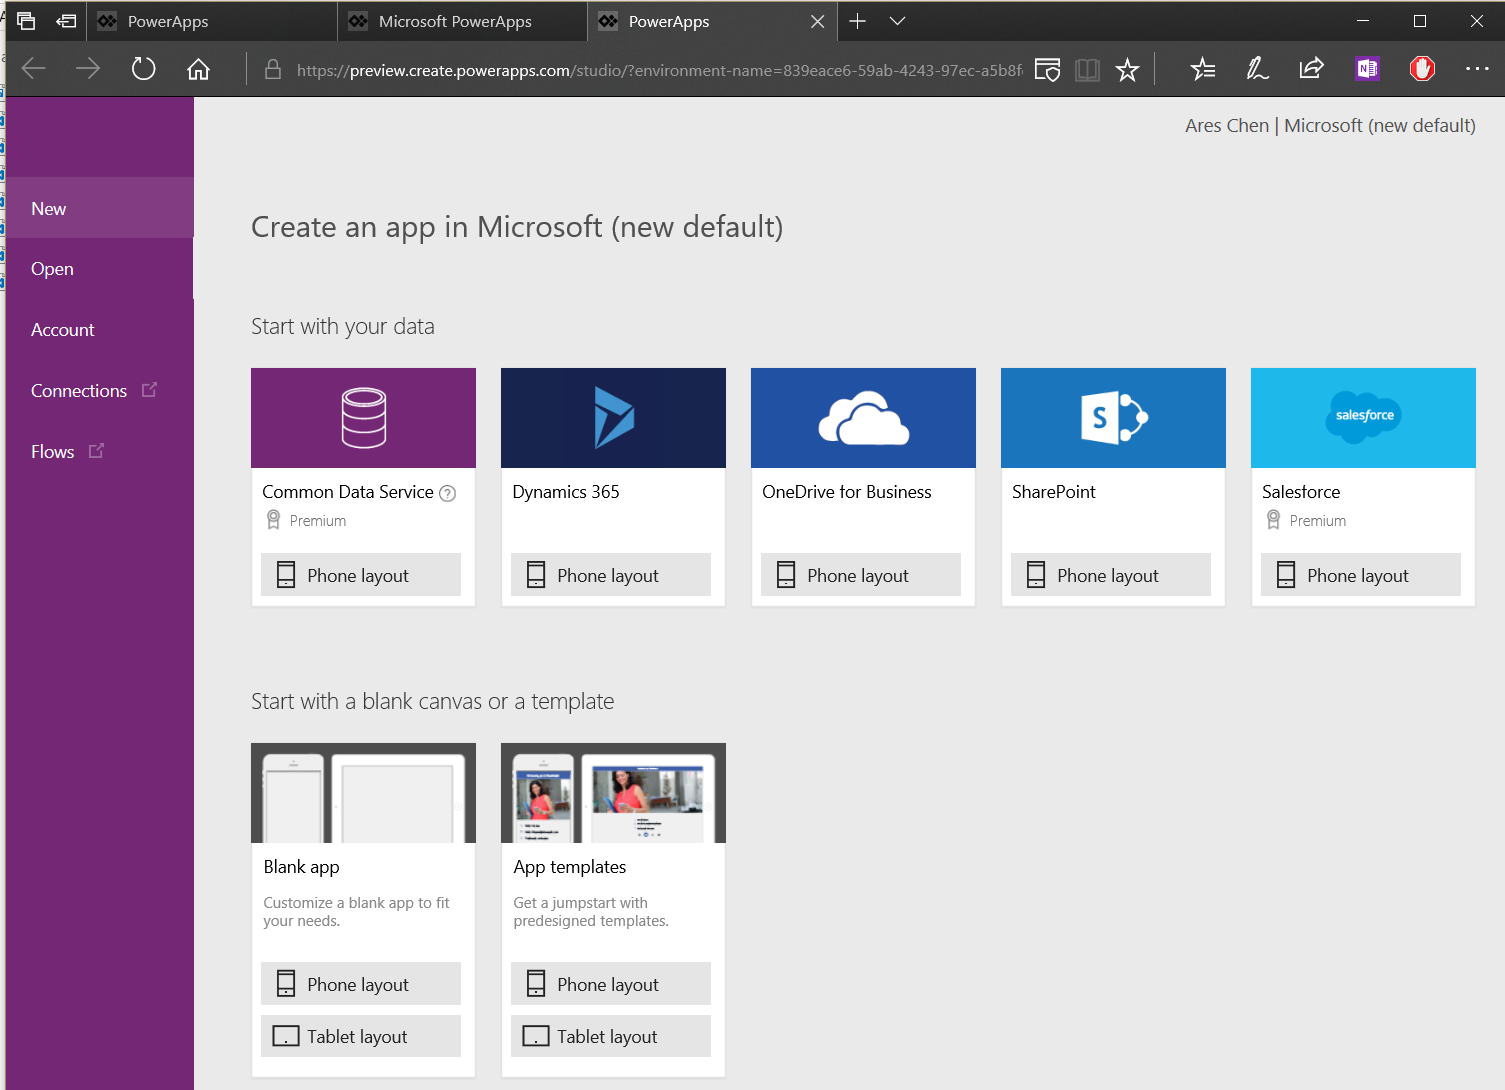 PowerApps
Microsoft PowerApps
PowerApps
https://preview.create.powerapps.com/studio/?environment-name=839eace6-59ab-4243-97ec-a5b8f
N
Ares Chen | Microsoft (new default)
New
Open
Account
Connections
Flows
Create an app in Microsoft (new default)
Start with your data
S
salesforce
Common Data Service ?
Premium
Phone layout
Dynamics 365
Phone layout
OneDrive for Business
Phone layout
SharePoint
Phone layout
Salesforce
Premium
Phone layout
Start with a blank canvas or a template
Blank app
Customize a blank app to fit
your needs.
Phone layout
Tablet layout
App templates
Get a jumpstart with
predesigned templates.
Phone layout
Tablet layout